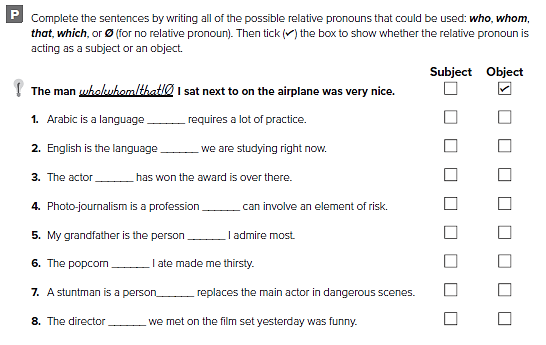 P Complete the sentences by writing all of the possible relative pronouns that could be used: who, whom,
that, which, or Ø (for no relative pronoun). Then tick (✓) the box to show whether the relative pronoun is
acting as a subject or an object.
Subject Object
The man who/whom/that/Ø I sat next to on the airplane was very nice. ☐ ☑
1. Arabic is a language ______ requires a lot of practice. ☐ ☐
2. English is the language ______ we are studying right now. ☐ ☐
3. The actor ______ has won the award is over there. ☐ ☐
4. Photo-journalism is a profession ______ can involve an element of risk. ☐ ☐
5. My grandfather is the person ______ I admire most. ☐ ☐
6. The popcorn ______ I ate made me thirsty. ☐ ☐
7. A stuntman is a person______ replaces the main actor in dangerous scenes. ☐ ☐
8. The director ______ we met on the film set yesterday was funny. ☐ ☐